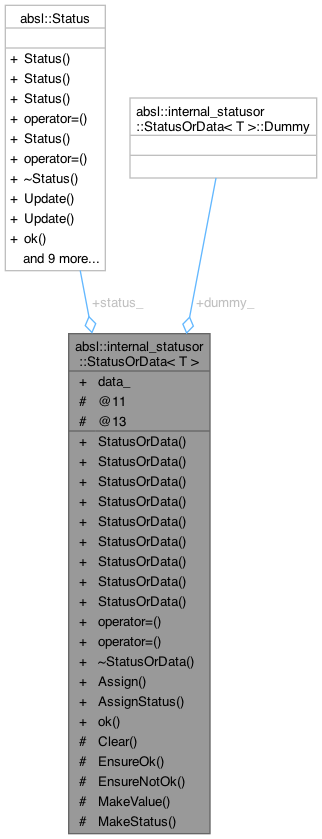 absl::Status
+ Status()
+ Status()
+ Status()
+ operator=()
+ Status()
+ operator=()
+ ~Status()
+ Update()
+ Update()
+ ok()
and 9 more...
absl::internal_statusor
::StatusOrData< T >::Dummy
+status_
+dummy_
absl::internal_statusor
::StatusOrData< T >
+ data_
# @11
# @13
+ StatusOrData()
+ StatusOrData()
+ StatusOrData()
+ StatusOrData()
+ StatusOrData()
+ StatusOrData()
+ StatusOrData()
+ StatusOrData()
+ StatusOrData()
+ operator=()
+ operator=()
+ ~StatusOrData()
+ Assign()
+ AssignStatus()
+ ok()
# Clear()
# EnsureOk()
# EnsureNotOk()
# MakeValue()
# MakeStatus()